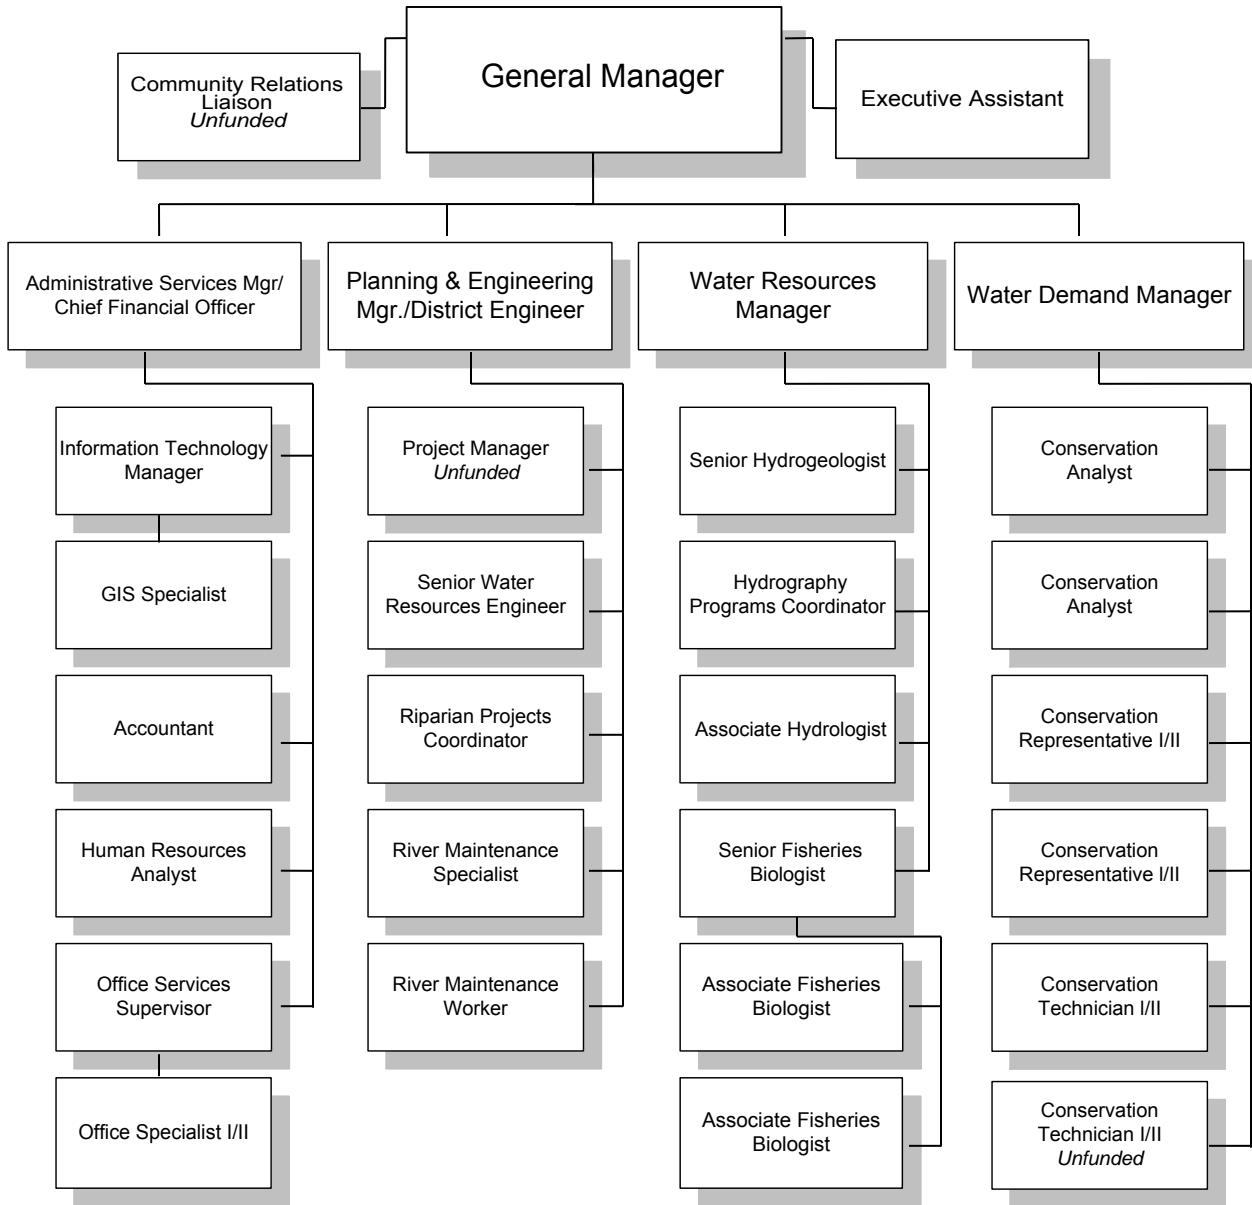 General Manager
Community Relations
Liaison
Unfunded
Executive Assistant
Administrative Services Mgr/
Chief Financial Officer
Planning & Engineering
Mgr./District Engineer
Water Resources
Manager
Water Demand Manager
Information Technology
Manager
GIS Specialist
Accountant
Human Resources
Analyst
Office Services
Supervisor
Office Specialist I/II
Project Manager
Unfunded
Senior Water
Resources Engineer
Riparian Projects
Coordinator
River Maintenance
Specialist
River Maintenance
Worker
Senior Hydrogeologist
Hydrography
Programs Coordinator
Associate Hydrologist
Senior Fisheries
Biologist
Associate Fisheries
Biologist
Associate Fisheries
Biologist
Conservation
Analyst
Conservation
Analyst
Conservation
Representative I/II
Conservation
Representative I/II
Conservation
Technician I/II
Conservation
Technician I/II
Unfunded